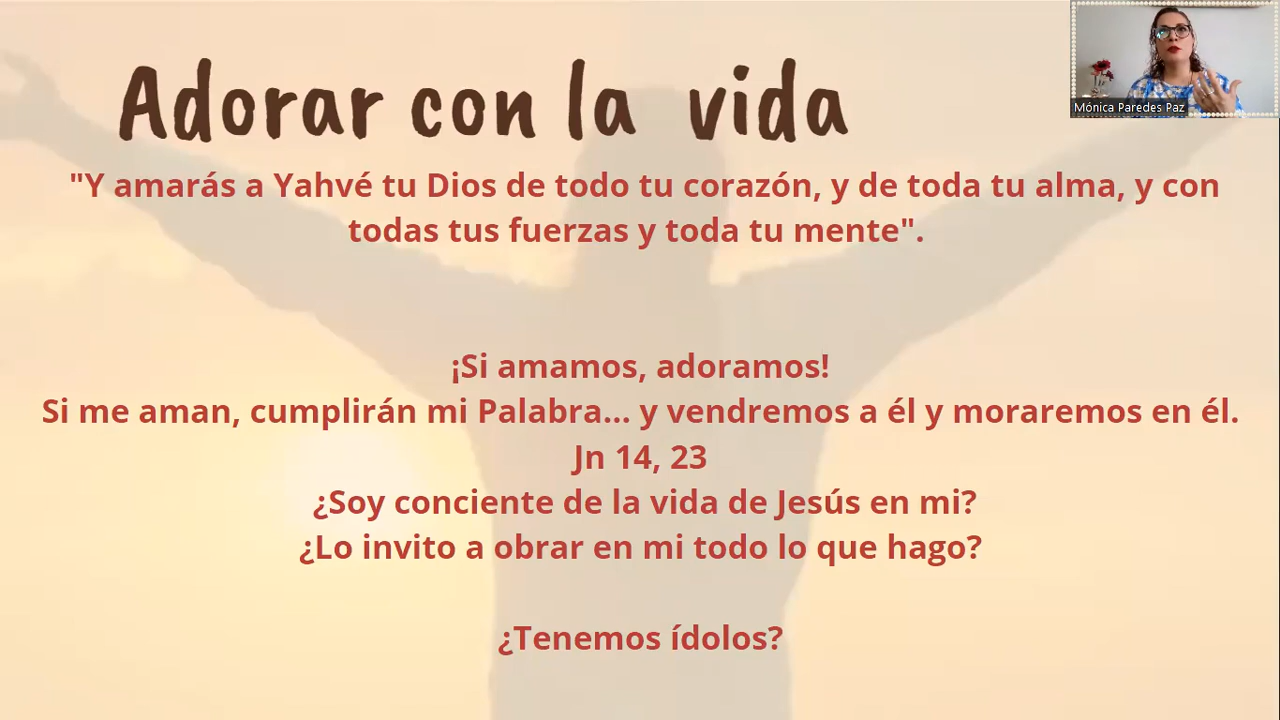 Adorar con la vida
Mónica Paredes Paz
"Y amarás a Yahvé tu Dios de todo tu corazón, y de toda tu alma, y con
todas tus fuerzas y toda tu mente".
¡Si amamos, adoramos!
Si me aman, cumplirán mi Palabra... y vendremos a él y moraremos en él.
Jn 14, 23
¿Soy conciente de la vida de Jesús en mi?
¿Lo invito a obrar en mi todo lo que hago?
¿Tenemos ídolos?